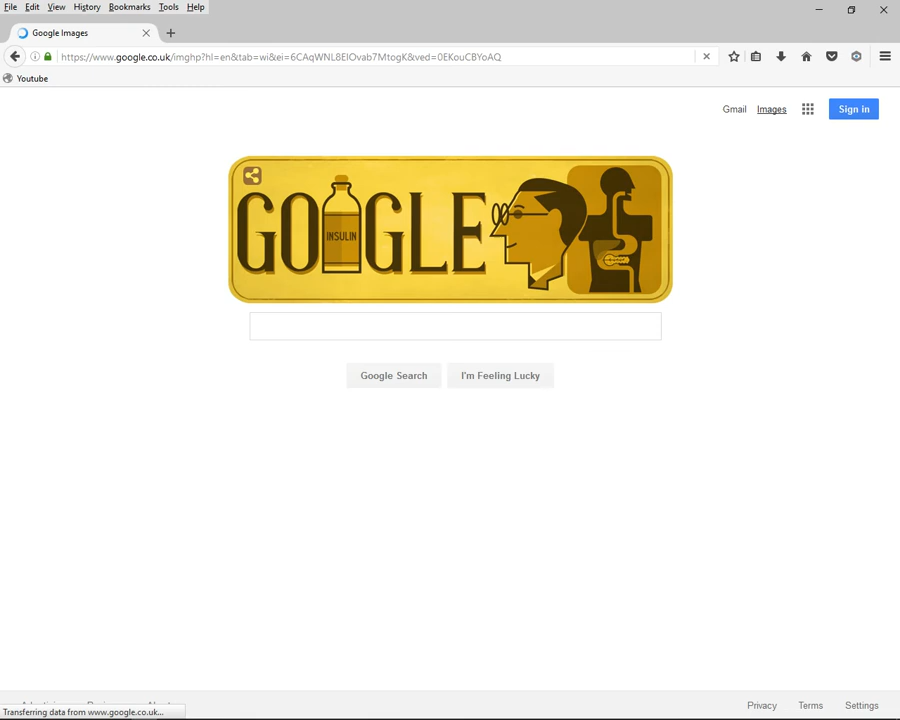 File Edit View History Bookmarks Tools Help
Google Images
https://www.google.co.uk/imghp?hl=en&tab=wi&ei=6CAqWNL8EIOvab7MtogK&ved=0EKouCBYoAQ
Youtube
Gmail Images Sign in
GOOGLE
INSULIN
Google Search I'm Feeling Lucky
Privacy Terms Settings
Transferring data from www.google.co.uk...